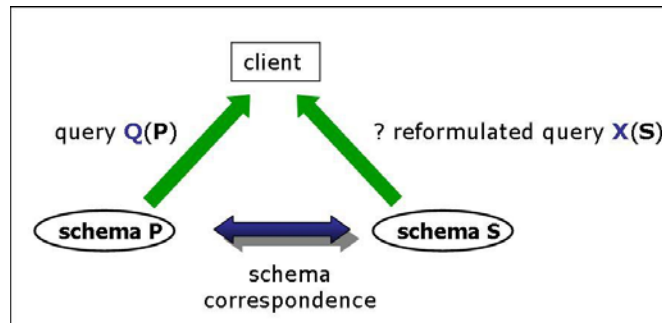 client
query Q(P)
? reformulated query X(S)
schema P
schema S
schema
correspondence